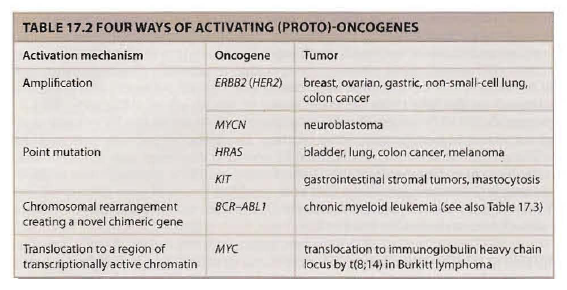 TABLE 17.2 FOUR WAYS OF ACTIVATING (PROTO)-ONCOGENES
Activation mechanism Oncogene Tumor
Amplification ERBB2 (HER2) breast, ovarian, gastric, non-small-cell lung,
colon cancer
MYCN neuroblastoma
Point mutation HRAS bladder, lung, colon cancer, melanoma
KIT gastrointestinal stromal tumors, mastocytosis
Chromosomal rearrangement BCR–ABL1 chronic myeloid leukemia (see also Table 17.3)
creating a novel chimeric gene
Translocation to a region of MYC translocation to immunoglobulin heavy chain
transcriptionally active chromatin locus by t(8;14) in Burkitt lymphoma